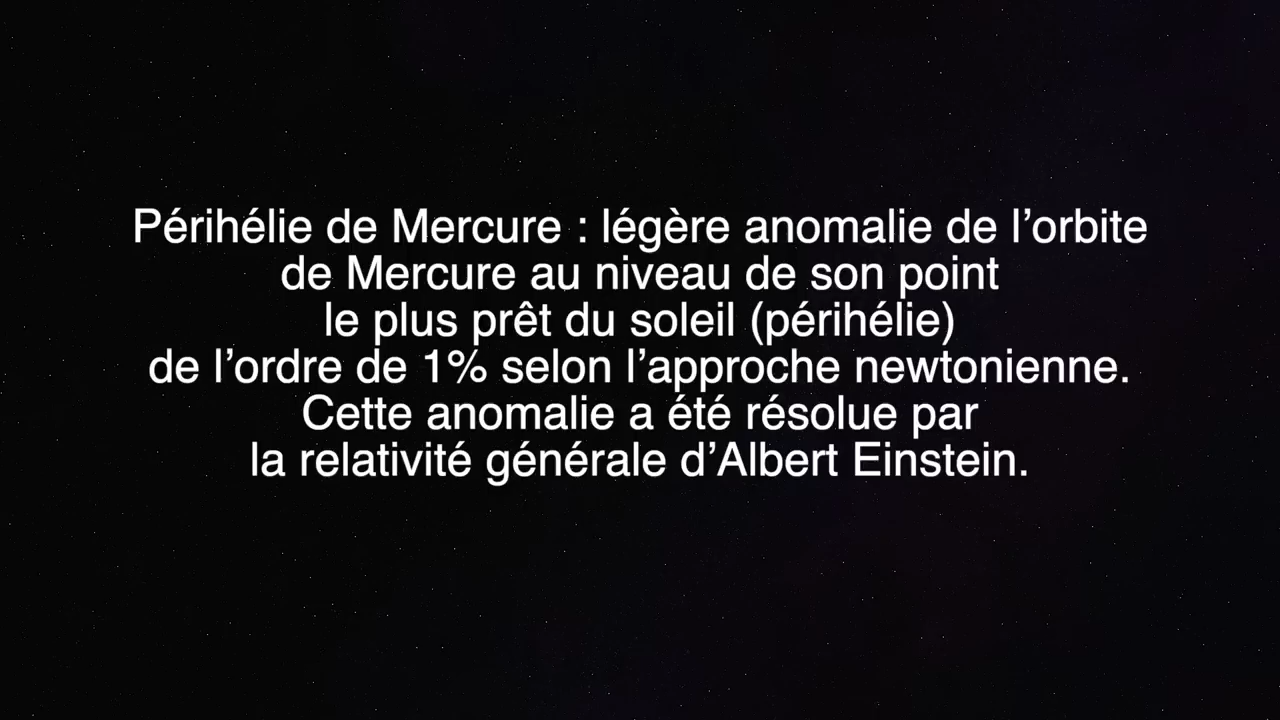 Périhélie de Mercure : légère anomalie de l’orbite
de Mercure au niveau de son point
le plus prêt du soleil (périhélie)
de l’ordre de 1% selon l’approche newtonienne.
Cette anomalie a été résolue par
la relativité générale d’Albert Einstein.